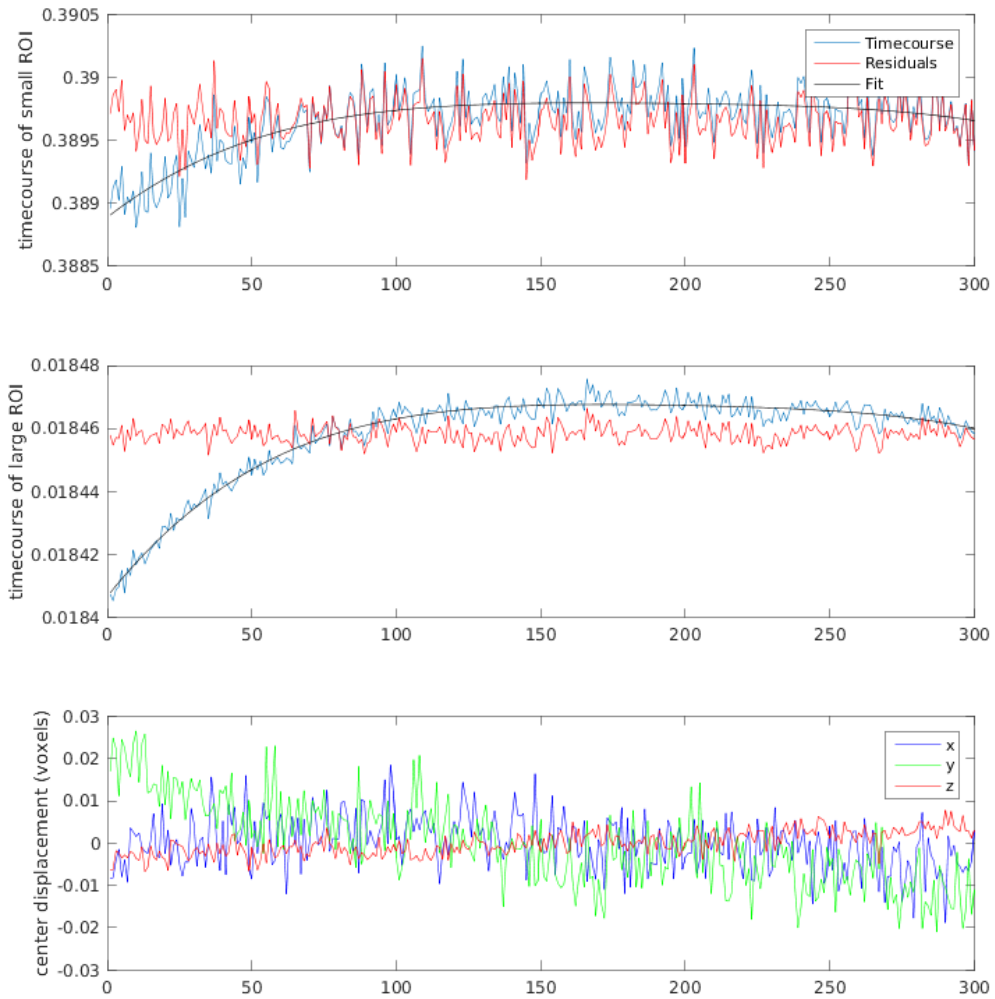 0.3905
0.39
0.3895
0.389
0.3885
timecourse of small ROI
Timecourse
Residuals
Fit
0 50 100 150 200 250 300
0.01848
0.01846
0.01844
0.01842
0.0184
timecourse of large ROI
0 50 100 150 200 250 300
0.03
0.02
0.01
0
-0.01
-0.02
-0.03
center displacement (voxels)
x
y
z
0 50 100 150 200 250 300